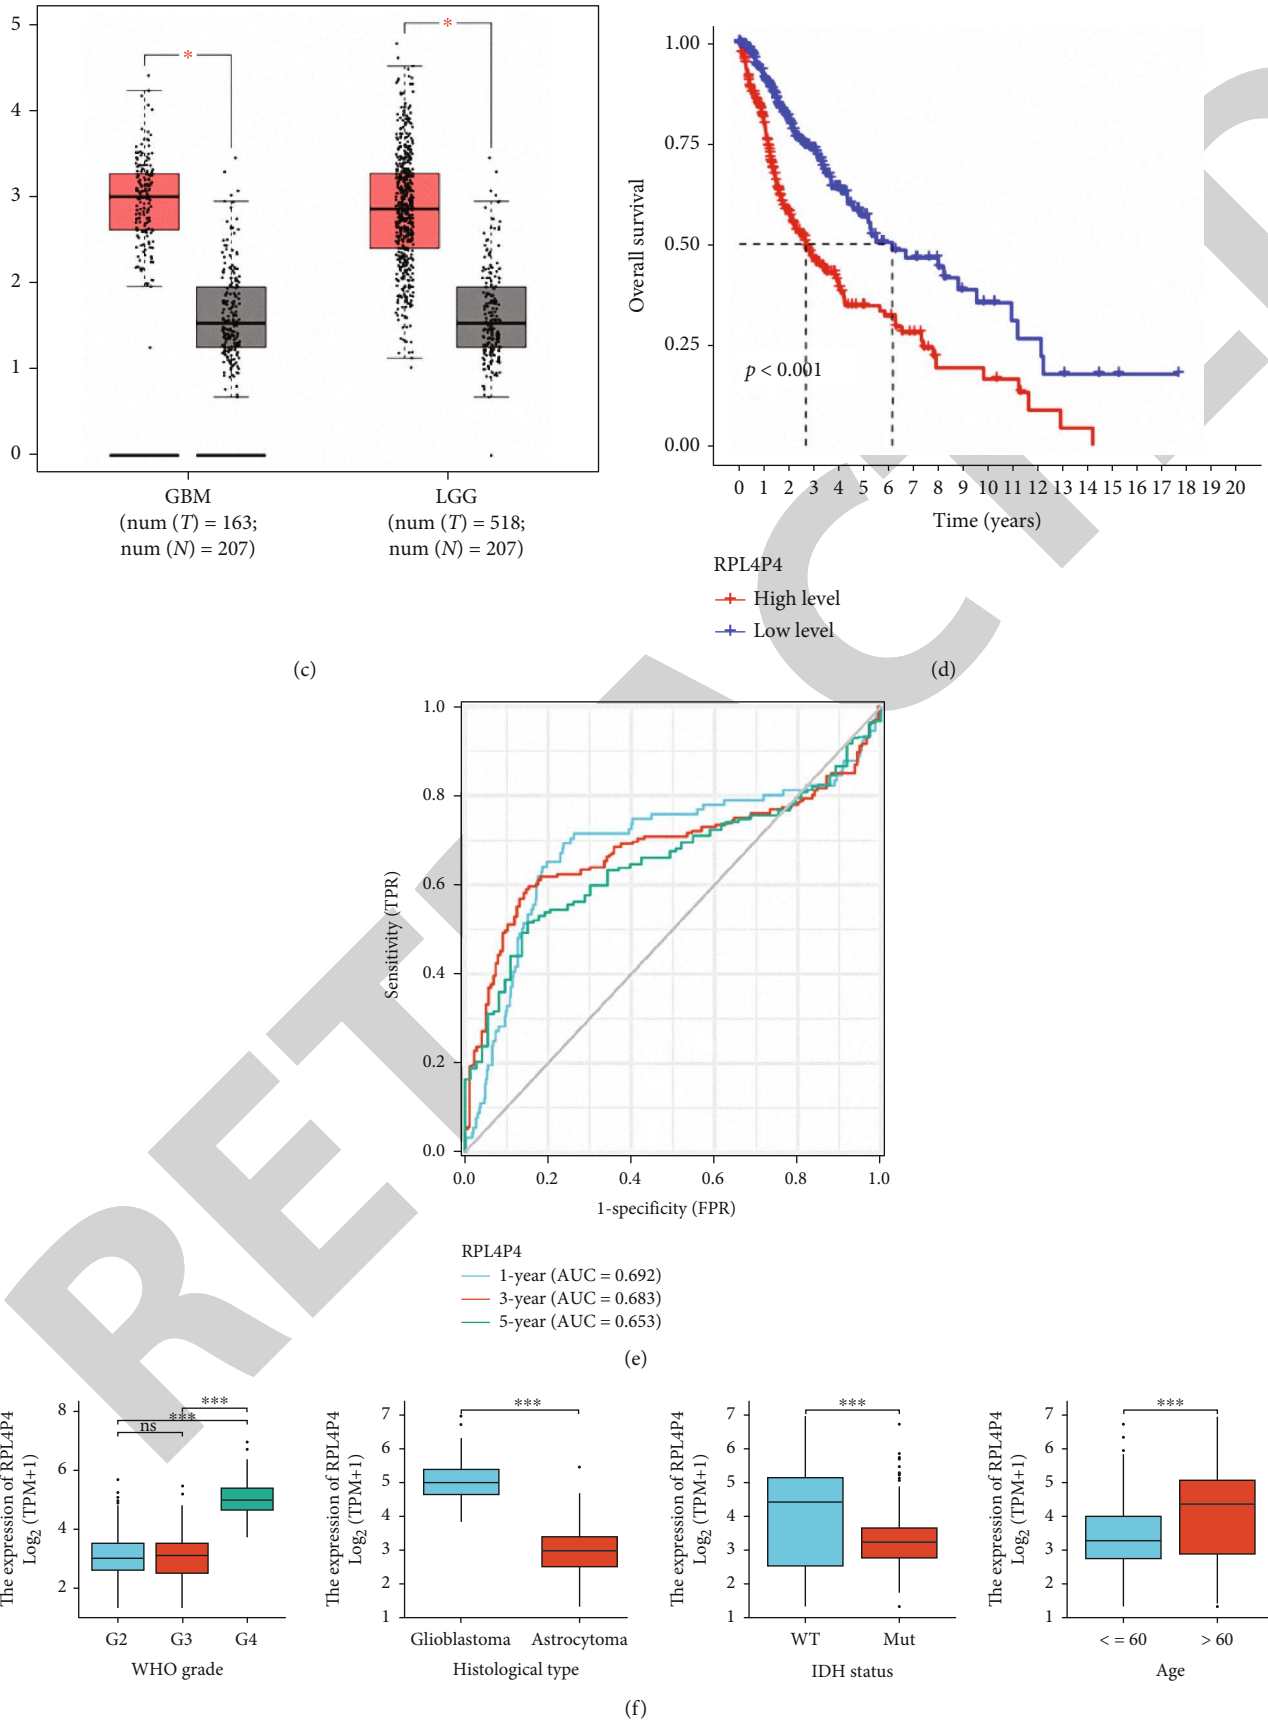 5
4
3
2
1
0
*
*
GBM
(num (T) = 163;
num (N) = 207)
LGG
(num (T) = 518;
num (N) = 207)
(c)
1.00
0.75
0.50
0.25
0.00
Overall survival
p < 0.001
0 1 2 3 4 5 6 7 8 9 10 11 12 13 14 15 16 17 18 19 20
Time (years)
RPL4P4
High level
Low level
(d)
1.0
0.8
0.6
0.4
0.2
0.0
Sensitivity (TPR)
0.0 0.2 0.4 0.6 0.8 1.0
1-specificity (FPR)
RPL4P4
1-year (AUC = 0.692)
3-year (AUC = 0.683)
5-year (AUC = 0.653)
(e)
The expression of RPL4P4
Log2 (TPM+1)
8
6
4
2
***
***
ns
G2 G3 G4
WHO grade
The expression of RPL4P4
Log2 (TPM+1)
7
6
5
4
3
2
1
***
Glioblastoma Astrocytoma
Histological type
The expression of RPL4P4
Log2 (TPM+1)
7
6
5
4
3
2
1
***
WT Mut
IDH status
The expression of RPL4P4
Log2 (TPM+1)
7
6
5
4
3
2
1
***
< = 60 > 60
Age
(f)